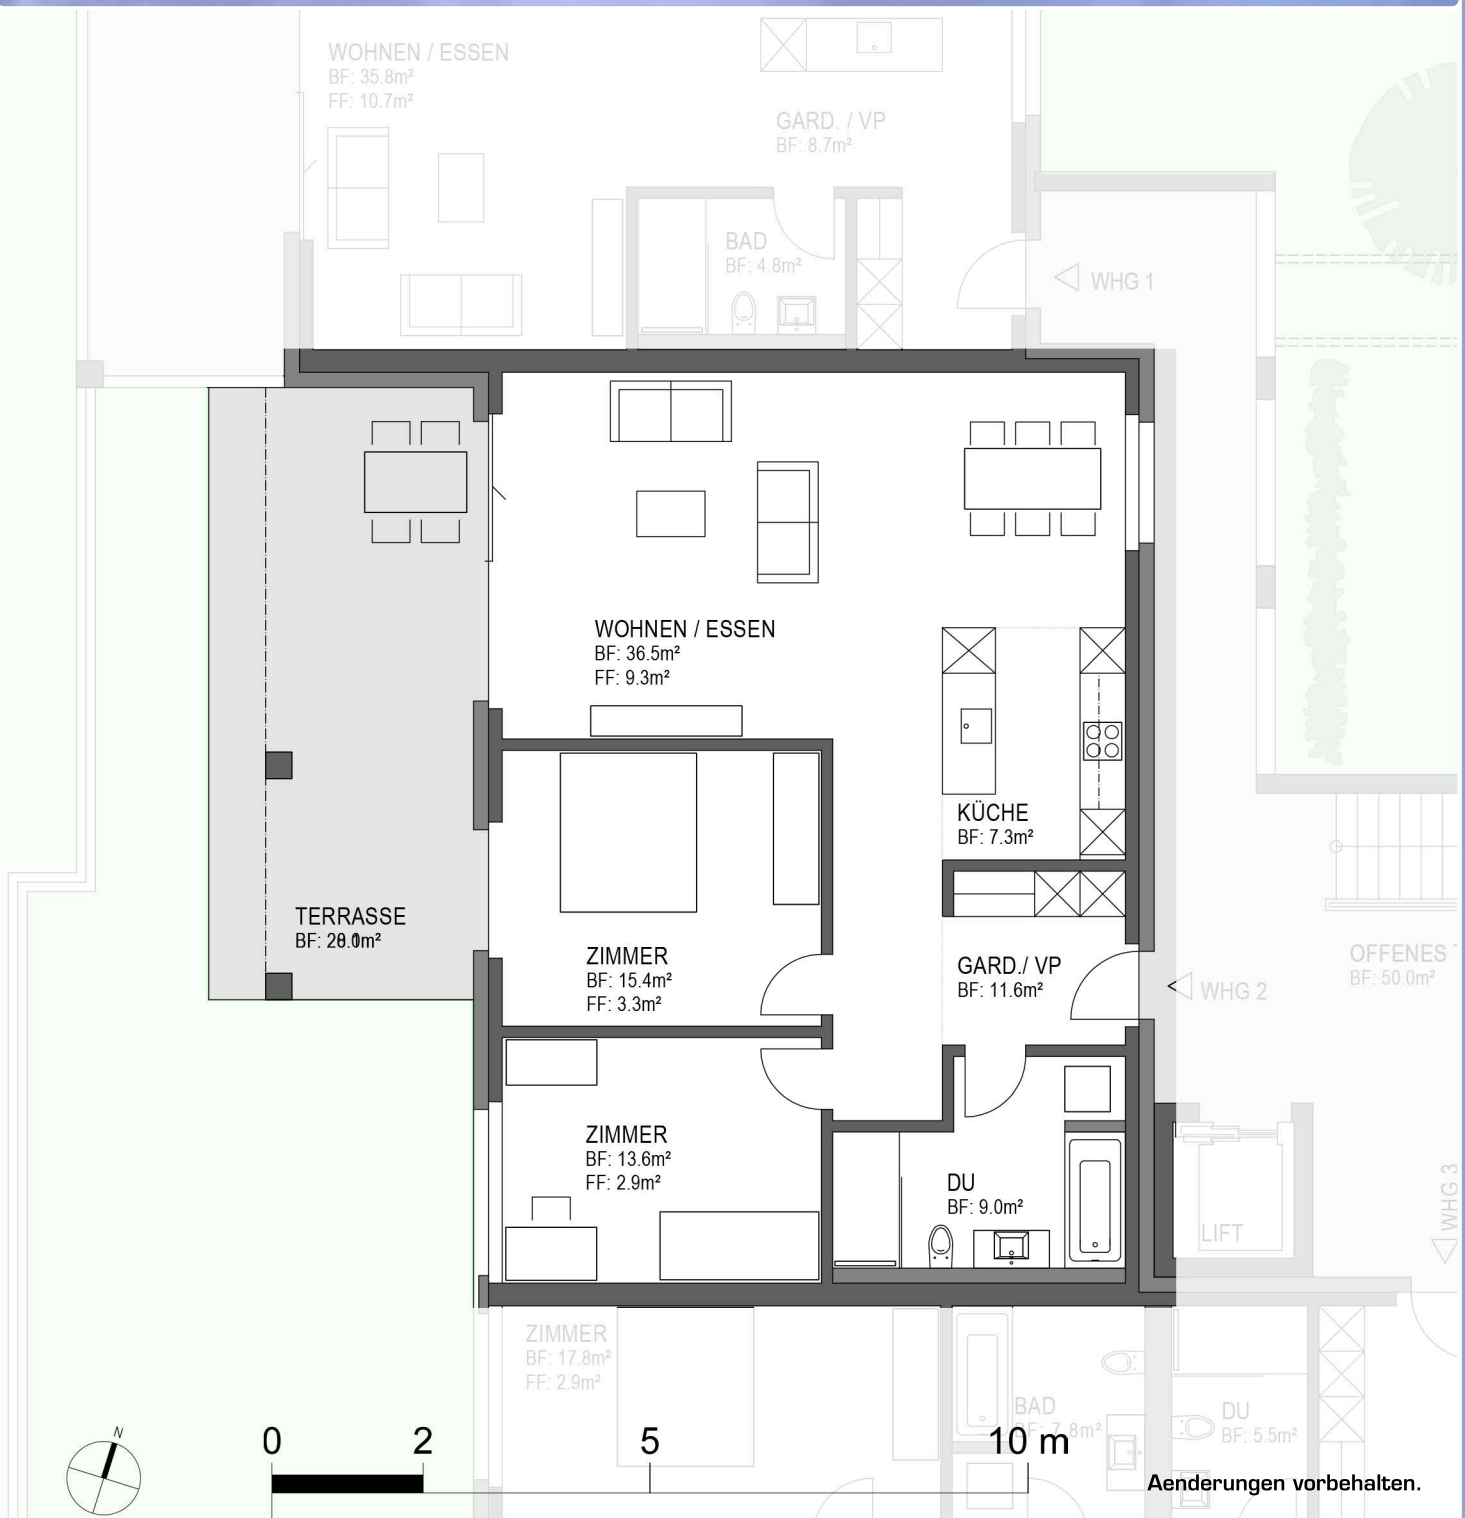 WOHNEN / ESSEN
BF: 35.8m²
FF: 10.7m²
GARD. / VP
BF: 8.7m²
BAD
BF: 4.8m²
WHG 1
WOHNEN / ESSEN
BF: 36.5m²
FF: 9.3m²
KÜCHE
BF: 7.3m²
TERRASSE
BF:
ZIMMER
BF: 15.4m²
FF: 3.3m²
GARD./ VP
BF: 11.6m²
WHG 2
OFFENES
BF: 50.0m²
ZIMMER
BF: 13.6m²
FF: 2.9m²
DU
BF: 9.0m²
LIFT
WHG 3
ZIMMER
BF: 17.8m²
FF: 2.9m²
BAD
BF: 7.8m²
DU
BF: 5.5m²
N
0 2 5 10 m
Aenderungen vorbehalten.